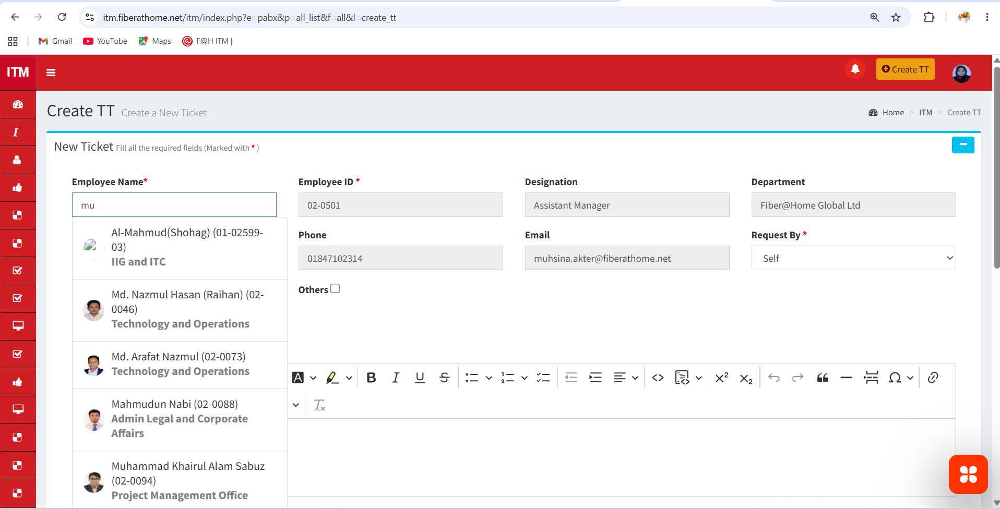 itm.fiberathome.net/itm/index.php?e=pabx&p=all_list&f=all&l=create_tt
Gmail YouTube Maps F@H ITM |
ITM Create TT
Create TT Create a New Ticket Home > ITM > Create TT
New Ticket Fill all the required fields (Marked with * )
Employee Name* Employee ID * Designation Department
mu 02-0501 Assistant Manager Fiber@Home Global Ltd
Al-Mahmud(Shohag) (01-02599-
03)
IIG and ITC
Phone Email Request By *
01847102314 muhsina.akter@fiberathome.net Self
Others
Md. Nazmul Hasan (Raihan) (02-
0046)
Technology and Operations
Md. Arafat Nazmul (02-0073)
Technology and Operations
Mahmudun Nabi (02-0088)
Admin Legal and Corporate
Affairs
Muhammad Khairul Alam Sabuz
(02-0094)
Project Management Office